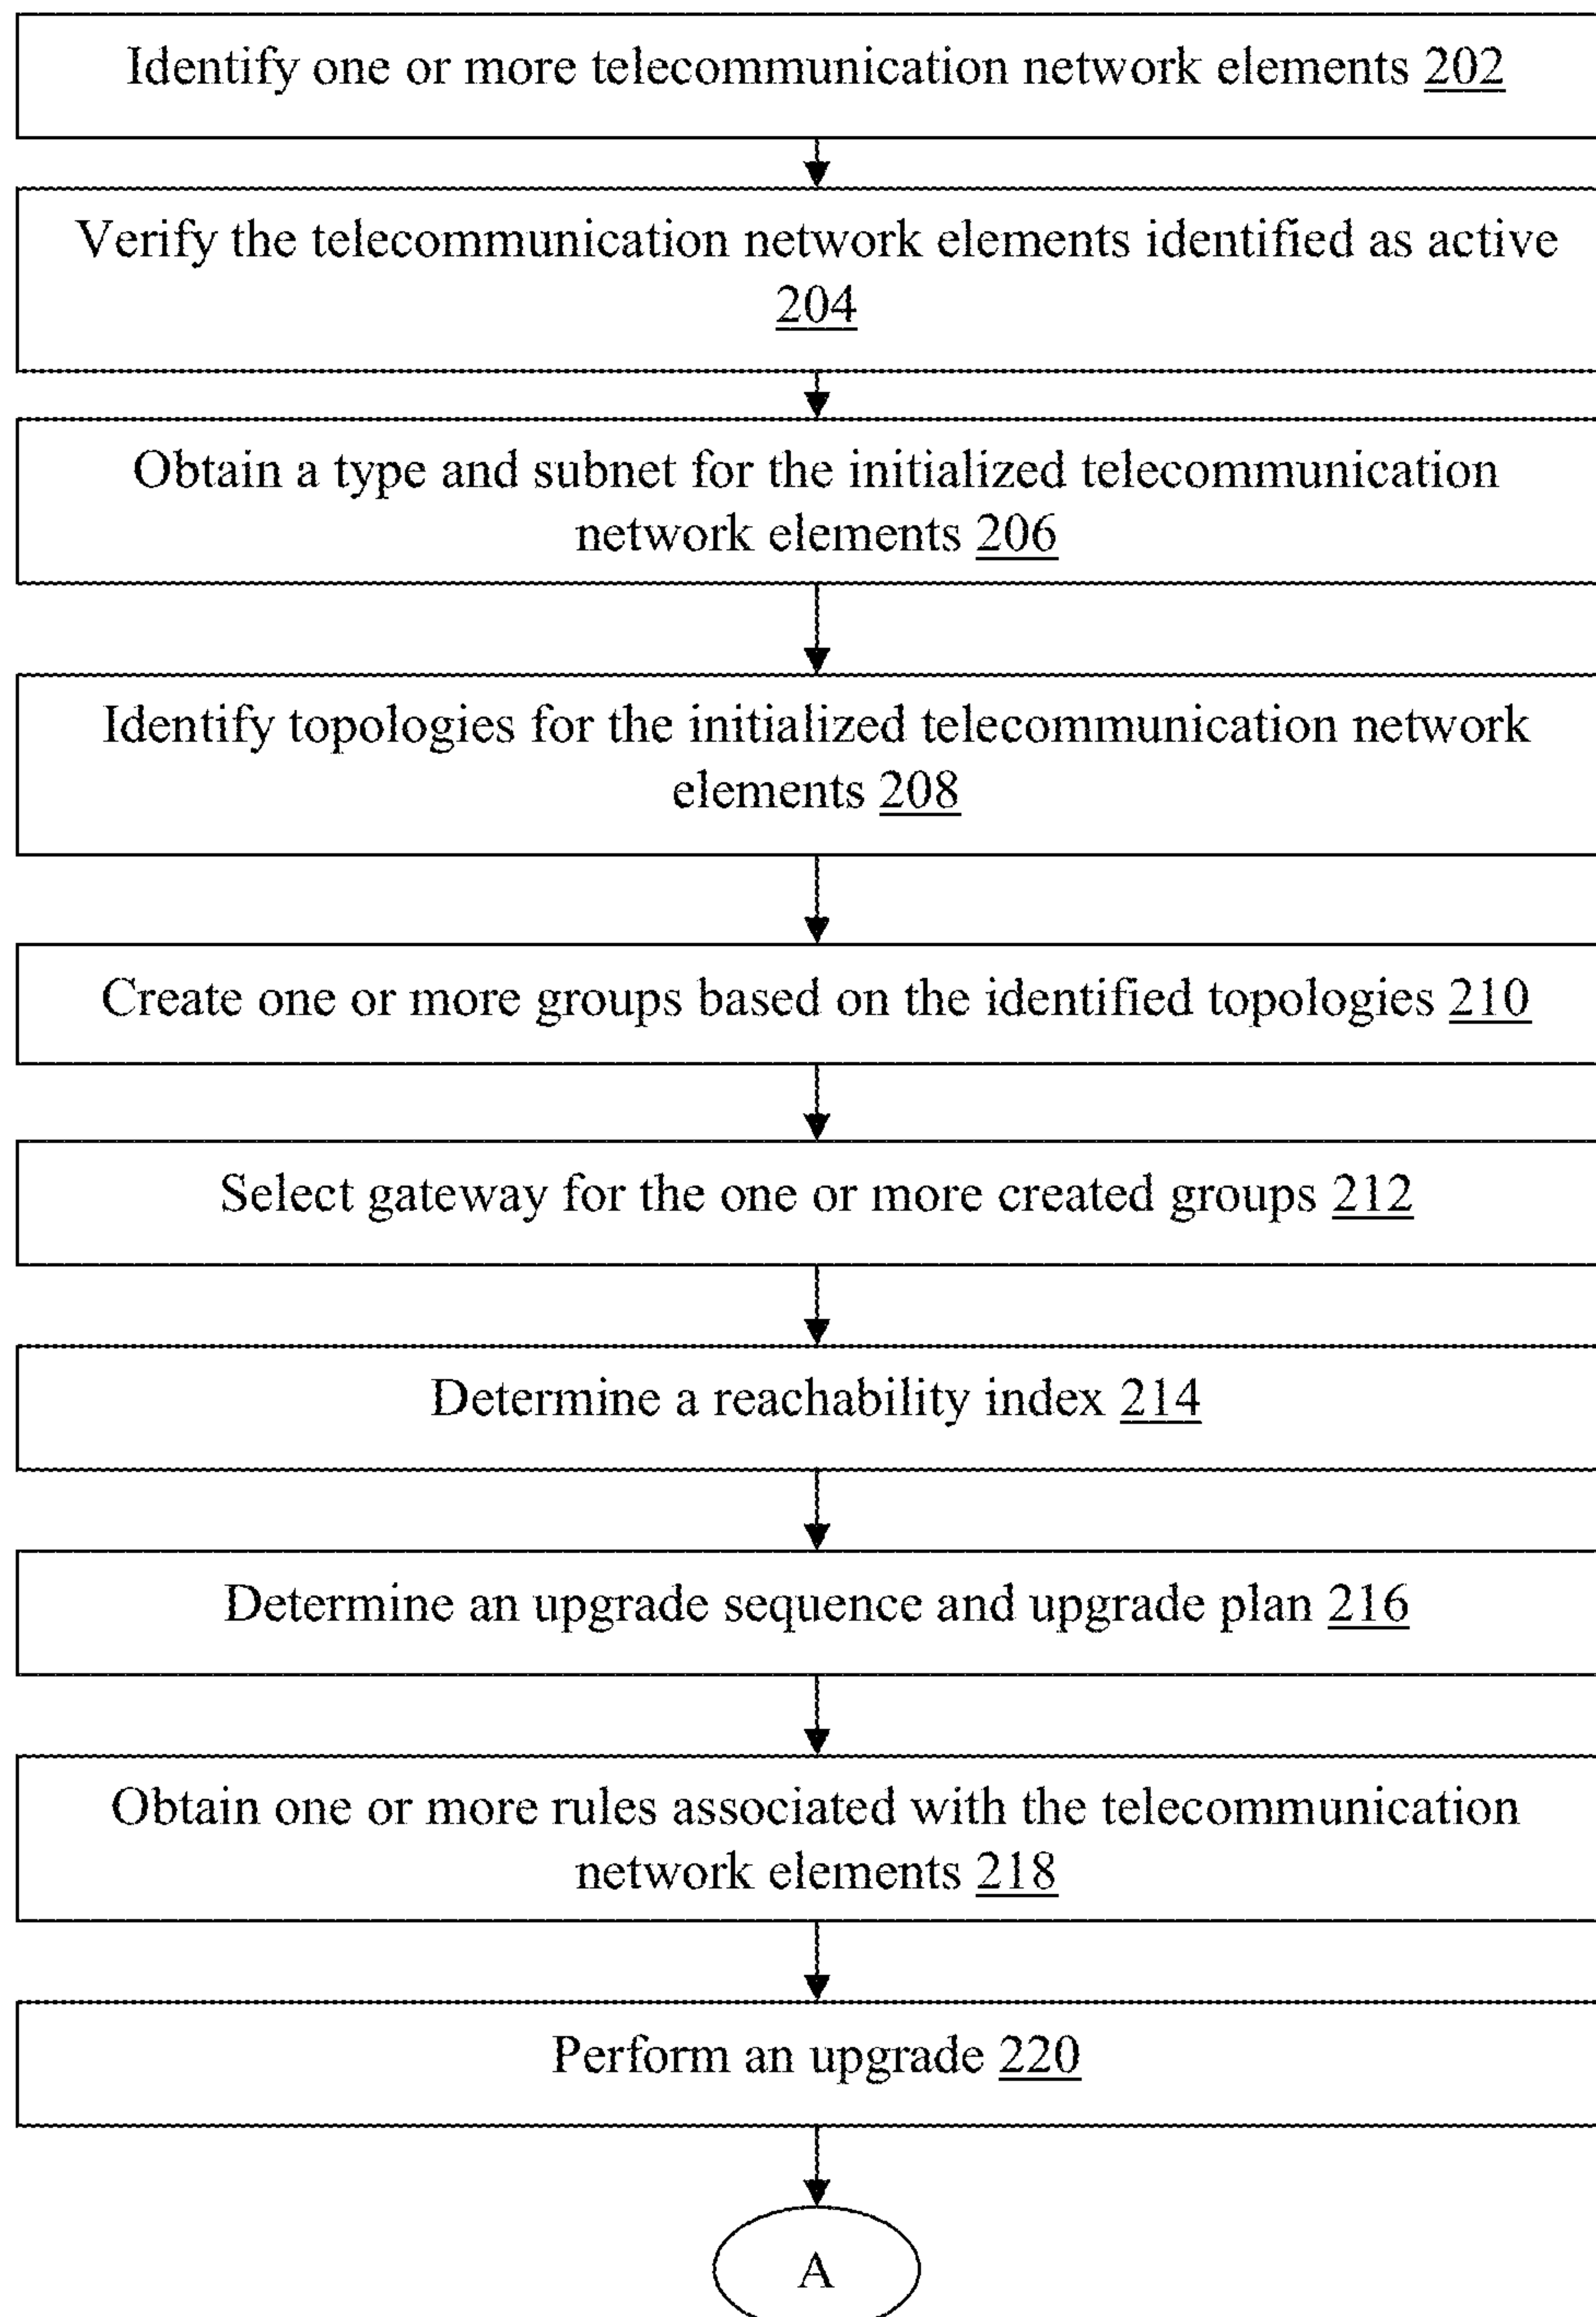 Identify one or more telecommunication network elements 202
Verify the telecommunication network elements identified as active
204
Obtain a type and subnet for the initialized telecommunication
network elements 206
Identify topologies for the initialized telecommunication network
elements 208
Create one or more groups based on the identified topologies 210
Select gateway for the one or more created groups 212
Determine a reachability index 214
Determine an upgrade sequence and upgrade plan 216
Obtain one or more rules associated with the telecommunication
network elements 218
Perform an upgrade 220
A